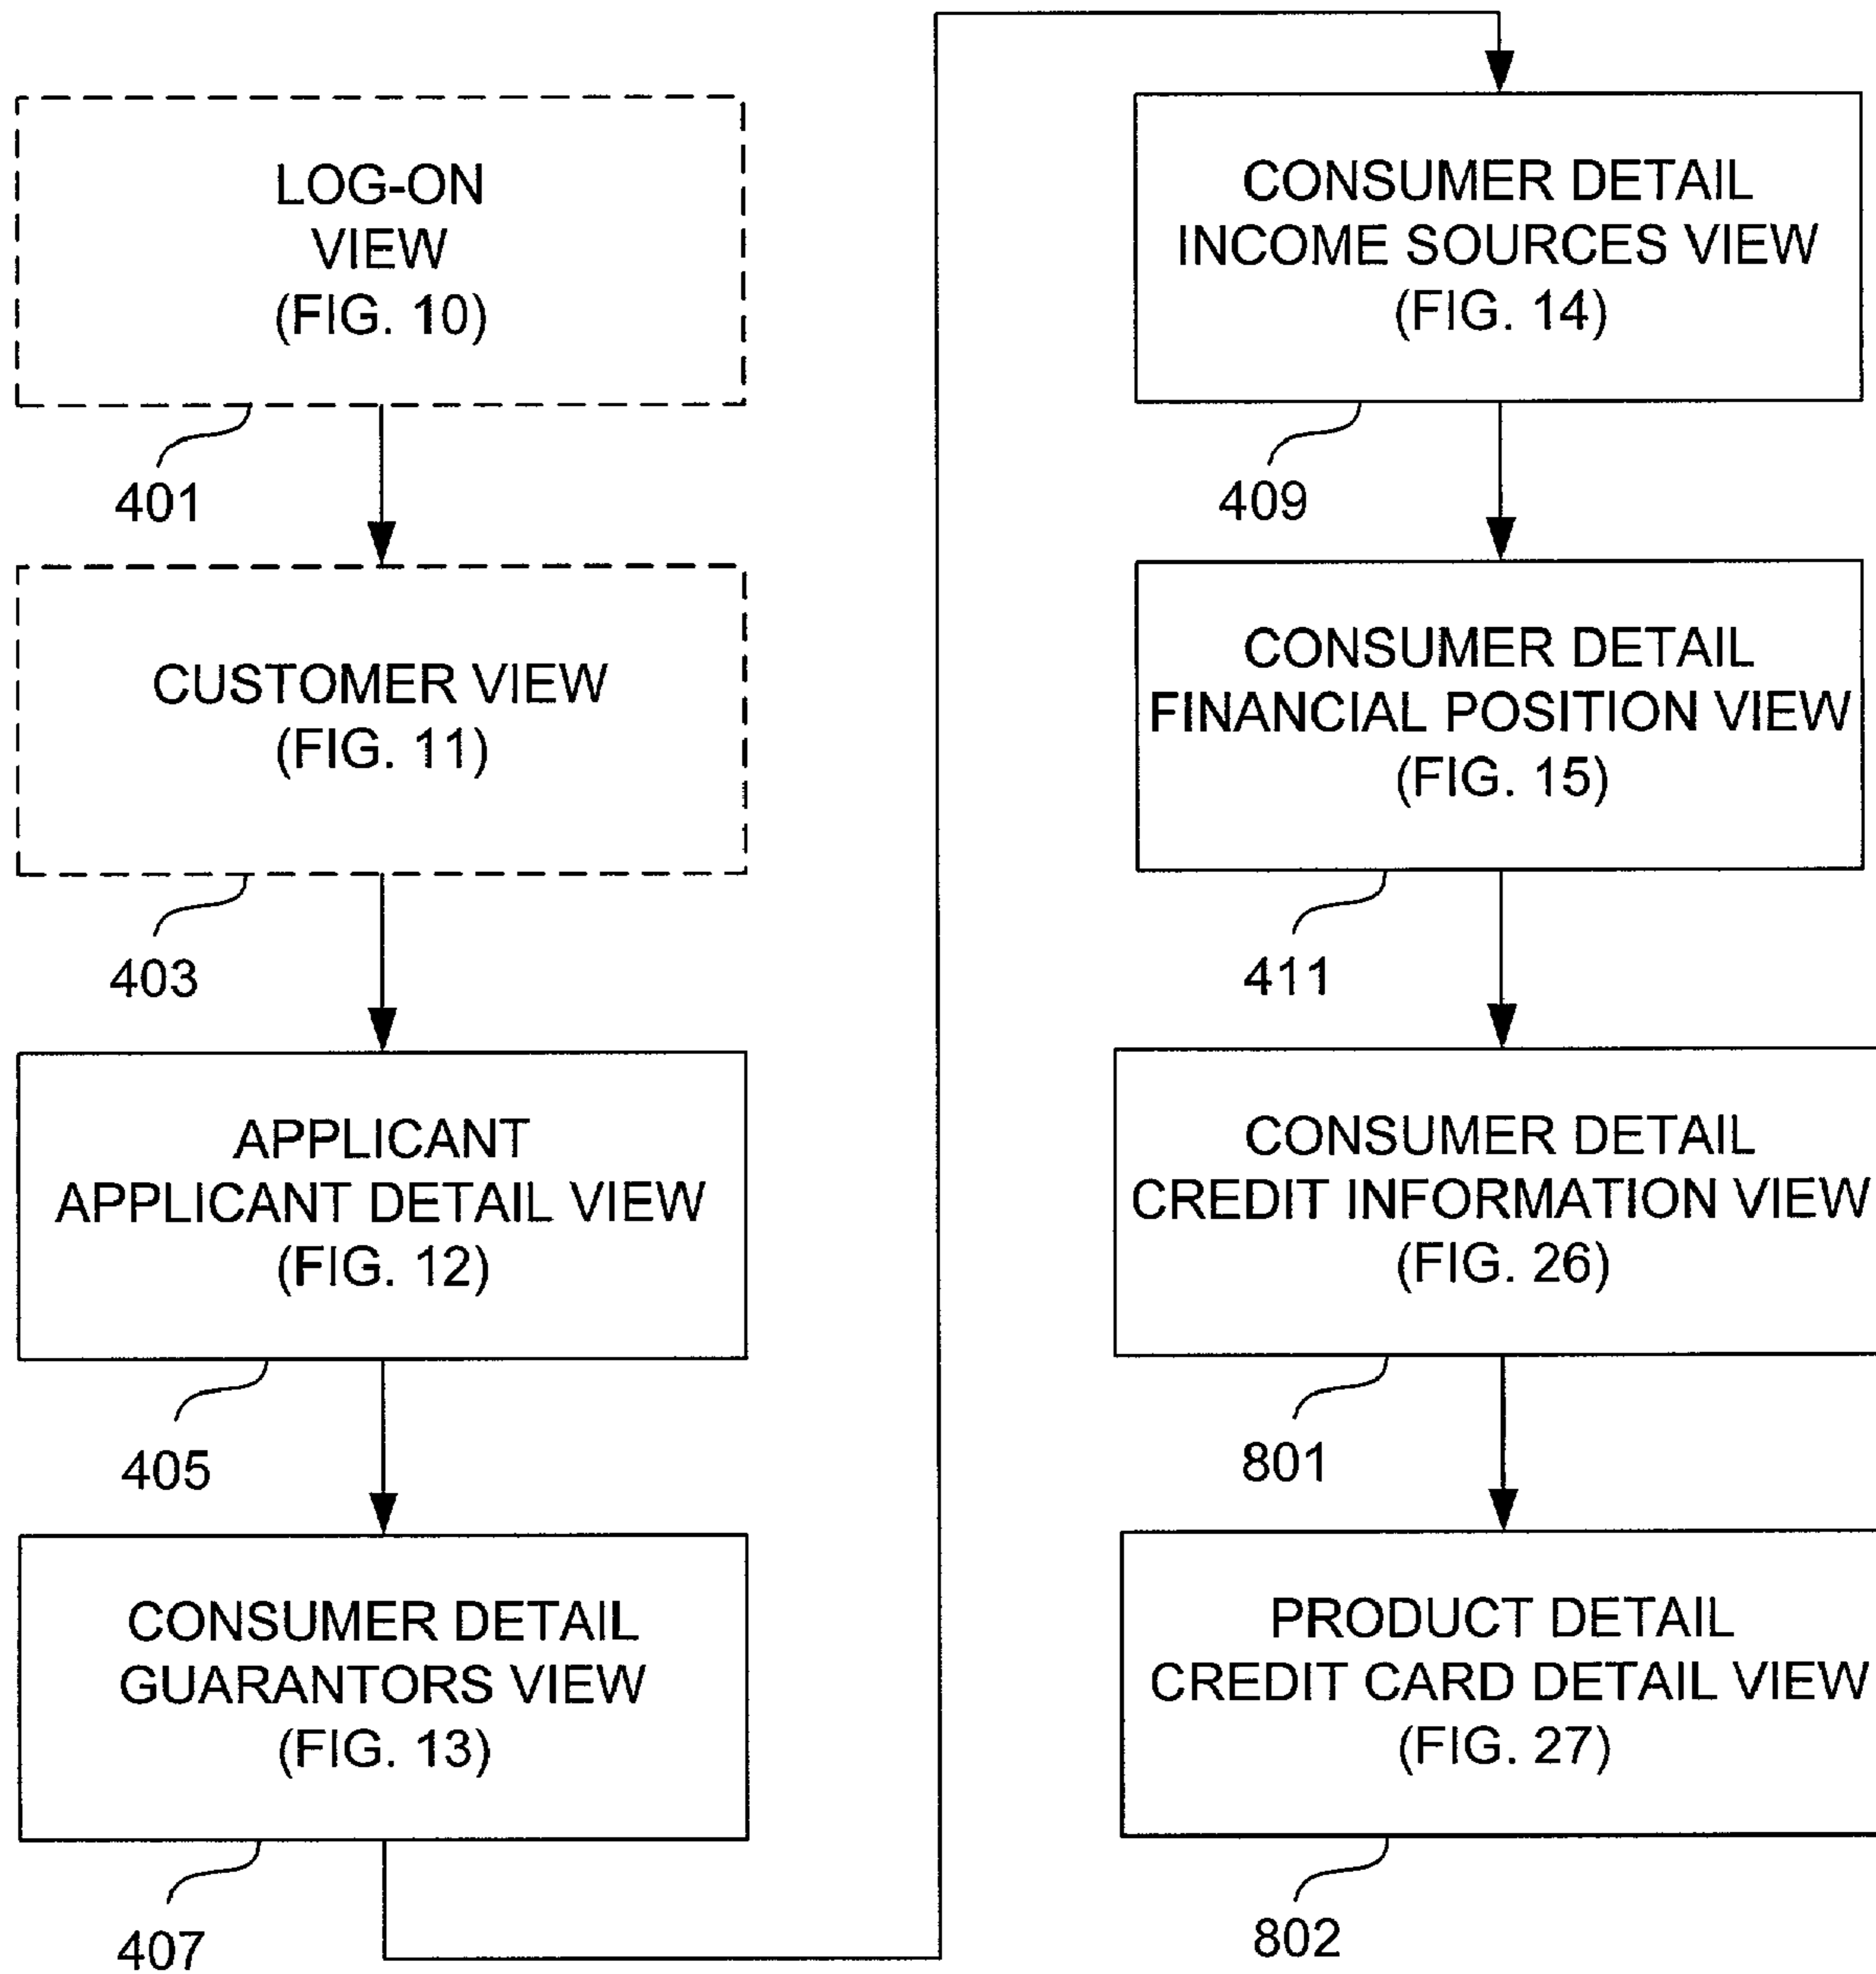 LOG-ON
VIEW
(FIG. 10)
401
CUSTOMER VIEW
(FIG. 11)
403
APPLICANT
APPLICANT DETAIL VIEW
(FIG. 12)
405
CONSUMER DETAIL
GUARANTORS VIEW
(FIG. 13)
407
CONSUMER DETAIL
INCOME SOURCES VIEW
(FIG. 14)
409
CONSUMER DETAIL
FINANCIAL POSITION VIEW
(FIG. 15)
411
CONSUMER DETAIL
CREDIT INFORMATION VIEW
(FIG. 26)
801
PRODUCT DETAIL
CREDIT CARD DETAIL VIEW
(FIG. 27)
802